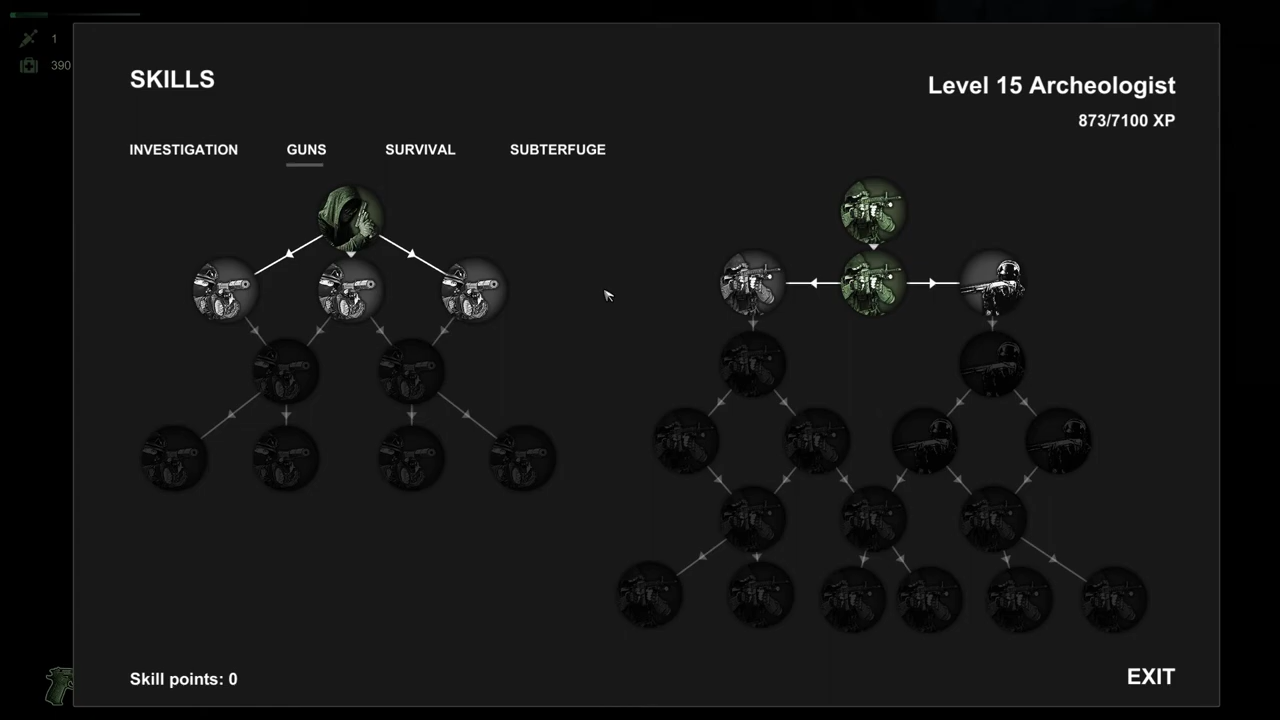 1
390
SKILLS
Level 15 Archeologist
873/7100 XP
INVESTIGATION GUNS SURVIVAL SUBTERFUGE
Skill points: 0
EXIT